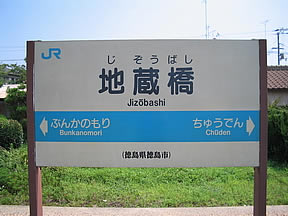 JR
じぞうばし
地蔵橋
Jizōbashi
ぶんかのもり ちゅうでん
Bunkanomori Chūden
(徳島県徳島市)